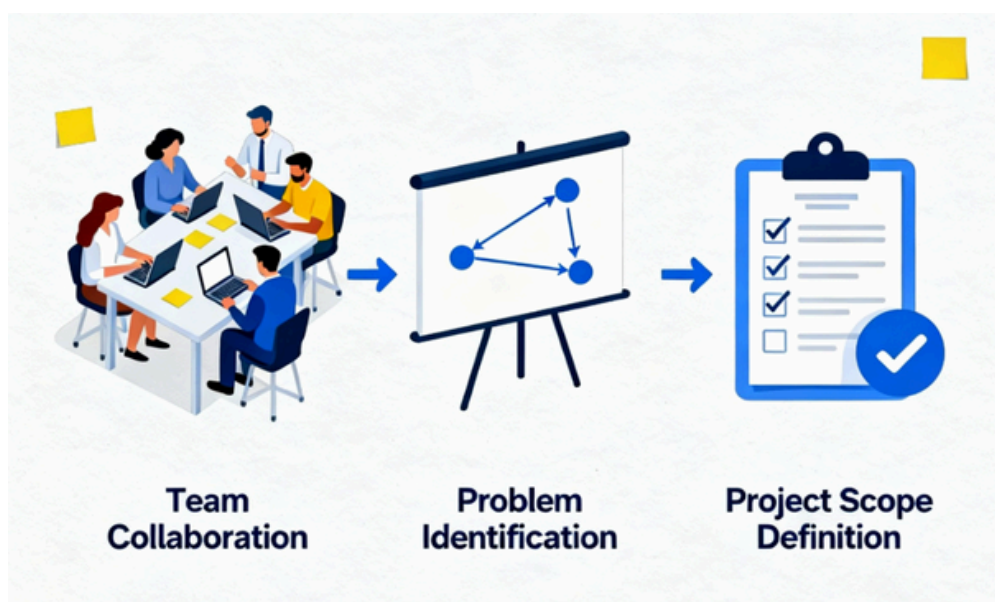 Team
Collaboration
Problem
Identification
Project Scope
Definition